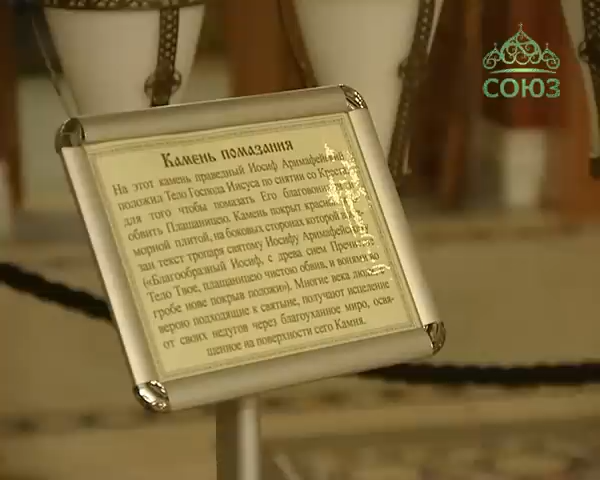 СОЮЗ
Камень помазания
На этот камень праведный Иосиф Аримафейский
положил Тело Господа Иисуса по снятии со Креста,
для того чтобы помазать Его благовониями
обвить Плащаницею. Камень покрыт красной
морной плитой, на боковых сторонах которой
зан текст тропаря святому Иосифу Аримафейскому
(«Благообразный Иосиф, с древа снем Пречистое
Тело Твое, плащаницею чистою обвив, и вонями во
гробе нове покрыв положи»). Многие века люди, с
верою подходящие к святыне, получают исцеление
от своих недугов через благоуханное миро, освя-
щенное на поверхности сего Камня.